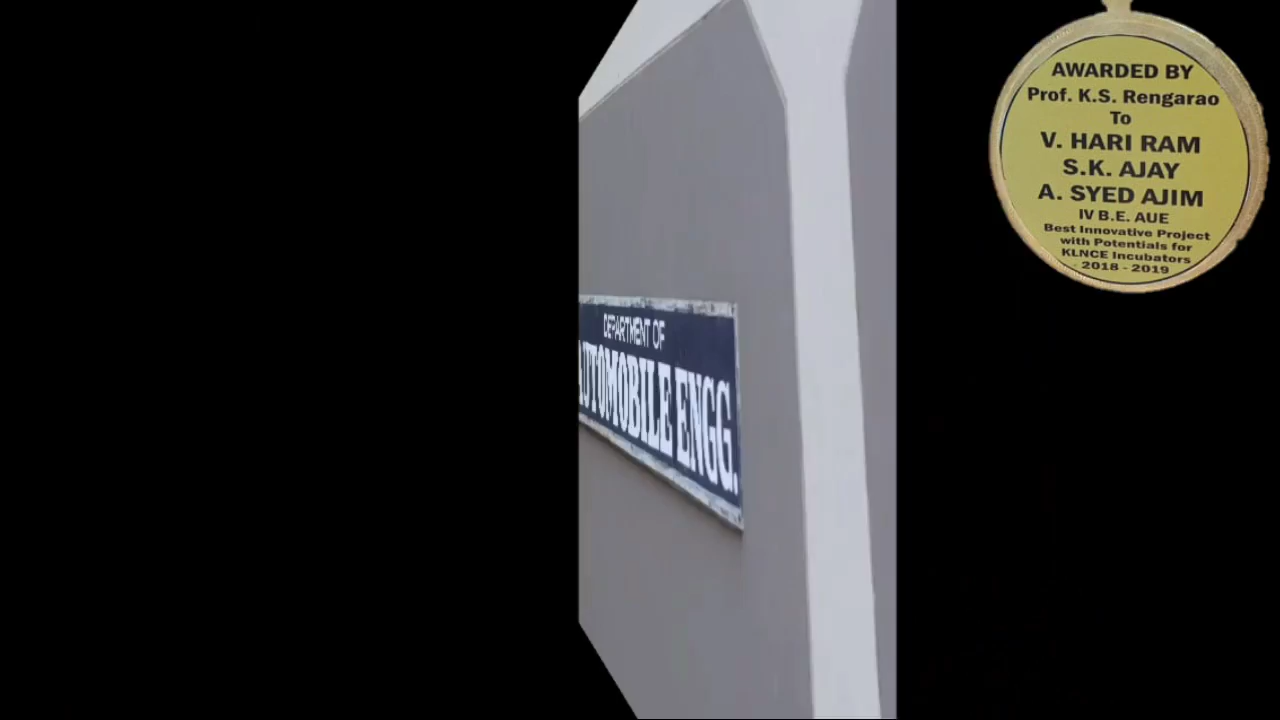 DEPARTMENT OF
AUTOMOBILE ENGG.
AWARDED BY
Prof. K.S. Rengarao
To
V. HARI RAM
S.K. AJAY
A. SYED AJIM
IV B.E. AUE
Best Innovative Project
with Potentials for
KLNCE Incubators
2018 - 2019